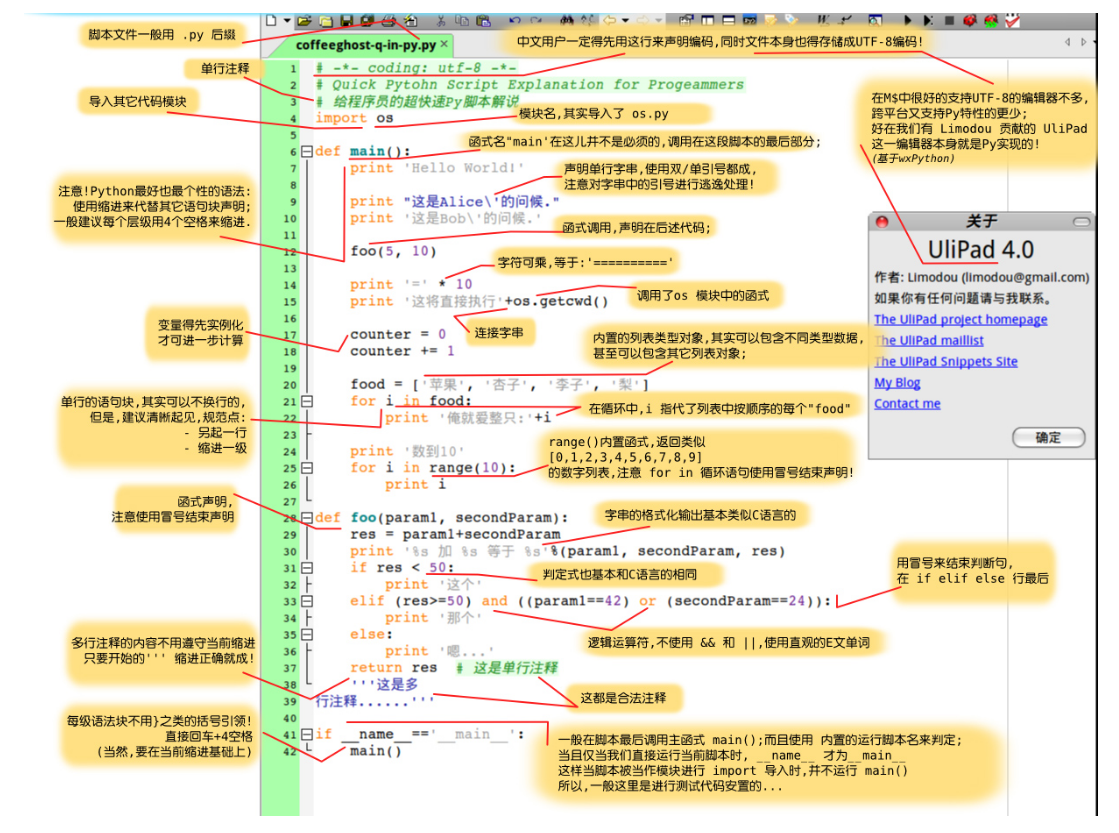 脚本文件一般用 .py 后缀
coffeeghost-q-in-py.py ×
中文用户一定得先用这行来声明编码,同时文件本身也得存储成UTF-8编码!
单行注释
导入其它代码模块
1 # -*- coding: utf-8 -*-
2 # Quick Pytohn Script Explanation for Progeammers
3 # 给程序员的超快速Py脚本解说
4 import os
模块名,其实导入了 os.py
在M$中很好的支持UTF-8的编辑器不多,
跨平台又支持Py特性的更少;
好在我们有 Limodou 贡献的 UliPad
这一编辑器本身就是Py实现的!
(基于wxPython)
5
函式名"main'在这儿并不是必须的,调用在这段脚本的最后部分;
6 def main():
7 print 'Hello World!'
声明单行字串,使用双/单引号都成,
注意对字串中的引号进行逃逸处理!
8
9 print "这是Alice\'的问候."
10 print '这是Bob\'的问候.'
注意!Python最好也最个性的语法:
使用缩进来代替其它语句块声明;
一般建议每个层级用4个空格来缩进.
函式调用,声明在后述代码;
11
12 foo(5, 10)
13
字符可乘,等于:'=========='
14 print '=' * 10
15 print '这将直接执行'+os.getcwd()
调用了os 模块中的函式
关于
UliPad 4.0
作者: Limodou (limodou@gmail.com)
如果你有任何问题请与我联系。
The UliPad project homepage
The UliPad maillist
The UliPad Snippets Site
My Blog
Contact me
确定
16
变量得先实例化
才可进一步计算
连接字串
17 counter = 0
18 counter += 1
内置的列表类型对象,其实可以包含不同类型数据,
甚至可以包含其它列表对象;
19
20 food = ['苹果', '杏子', '李子', '梨']
21 for i in food:
22 print '俺就爱整只:'+i
单行的语句块,其实可以不换行的,
但是,建议清晰起见,规范点:
- 另起一行
- 缩进一级
在循环中,i 指代了列表中按顺序的每个"food"
23
24 print '数到10'
25 for i in range(10):
26 print i
range()内置函式,返回类似
[0,1,2,3,4,5,6,7,8,9]
的数字列表,注意 for in 循环语句使用冒号结束声明!
27
函式声明,
注意使用冒号结束声明
28 def foo(param1, secondParam):
字串的格式化输出基本类似C语言的
29 res = param1+secondParam
30 print '%s 加 %s 等于 %s'%(param1, secondParam, res)
31 if res < 50:
32 print '这个'
判定式也基本和C语言的相同
用冒号来结束判断句,
在 if elif else 行最后
33 elif (res>=50) and ((param1==42) or (secondParam==24)):
34 print '那个'
35 else:
36 print '嗯...'
逻辑运算符,不使用 && 和 ||,使用直观的E文单词
多行注释的内容不用遵守当前缩进
只要开始的''' 缩进正确就成!
37 return res # 这是单行注释
38 '''这是多
39 行注释......'''
这都是合法注释
40
每级语法块不用}之类的括号引领!
直接回车+4空格
(当然,要在当前缩进基础上)
41 if __name__=='__main__':
42 main()
一般在脚本最后调用主函式 main();而且使用 内置的运行脚本名来判定;
当且仅当我们直接运行当前脚本时, __name__ 才为__main__
这样当脚本被当作模块进行 import 导入时,并不运行 main()
所以,一般这里是进行测试代码安置的...